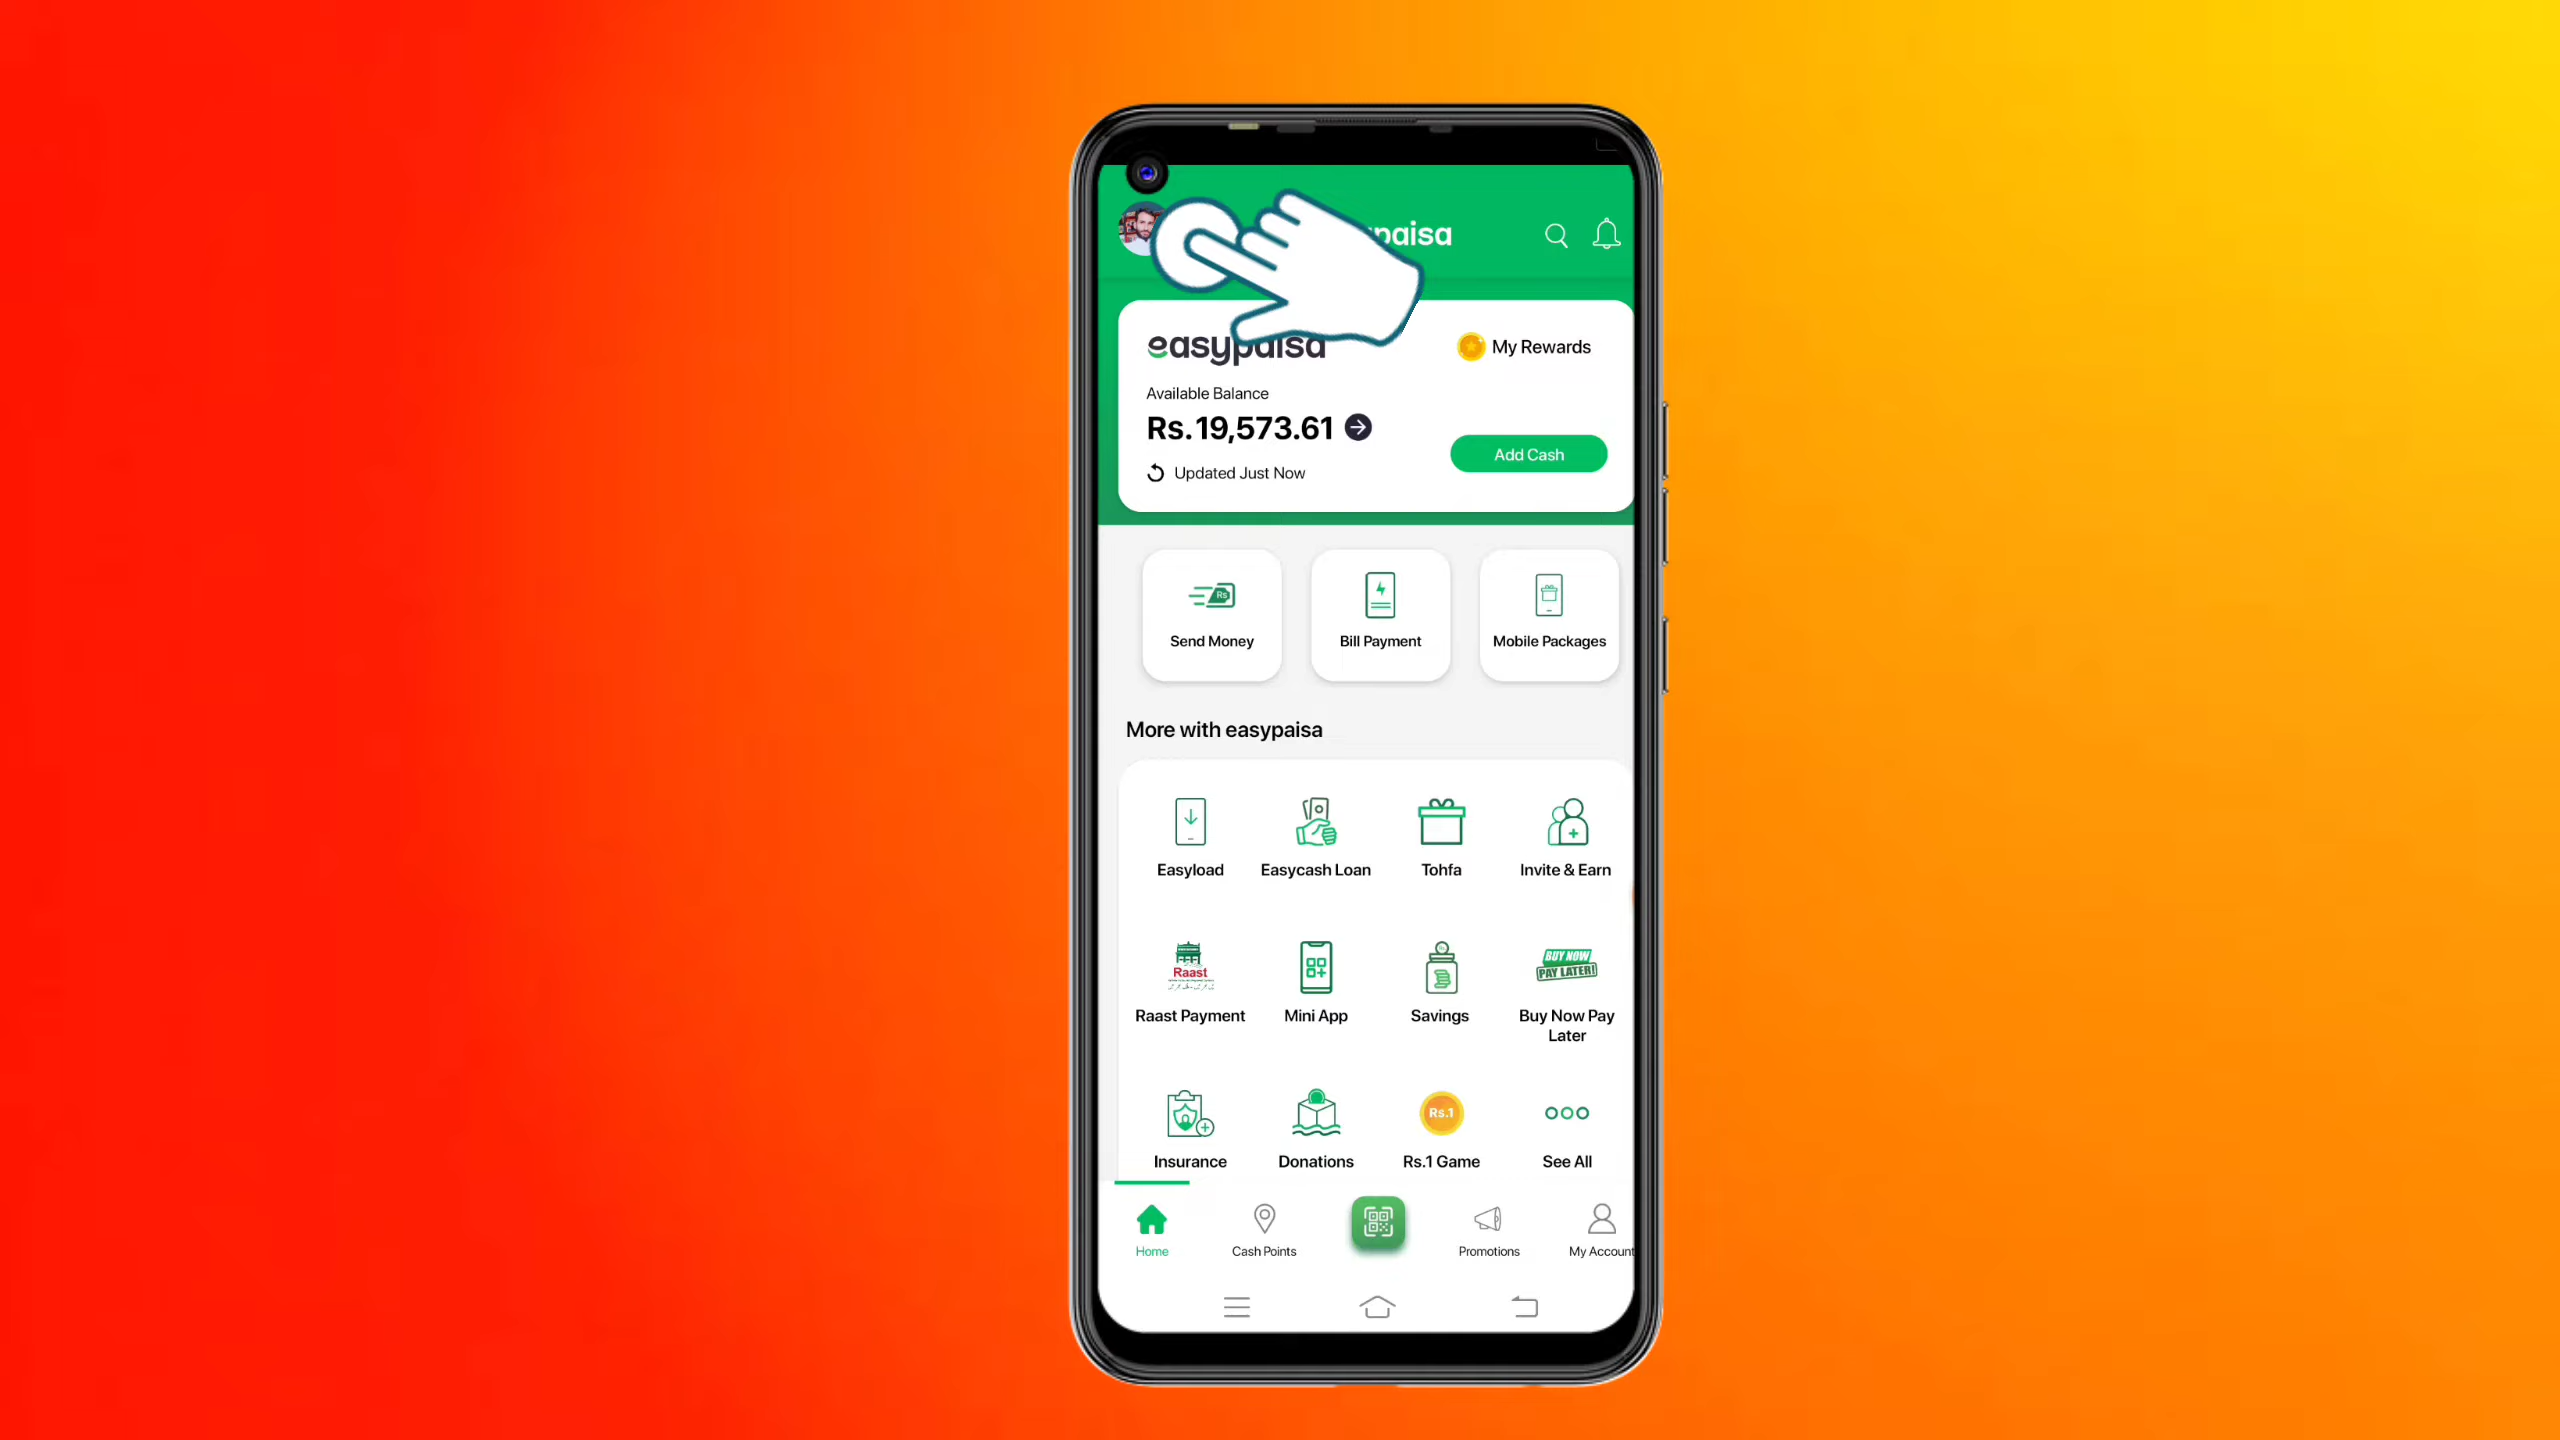 paisa
easypaisa
My Rewards
Available Balance
Rs.19,573.61
Add Cash
Updated Just Now
Rs
Send Money
Bill Payment
Mobile Packages
More with easypaisa
Easyload
Easycash Loan
Tohfa
Invite & Earn
Raast
BUY NOW
PAY LATER!
Raast Payment
Mini App
Savings
Buy Now Pay
Later
Rs.1
Insurance
Donations
Rs.1 Game
See All
Home
Cash Points
Promotions
My Account